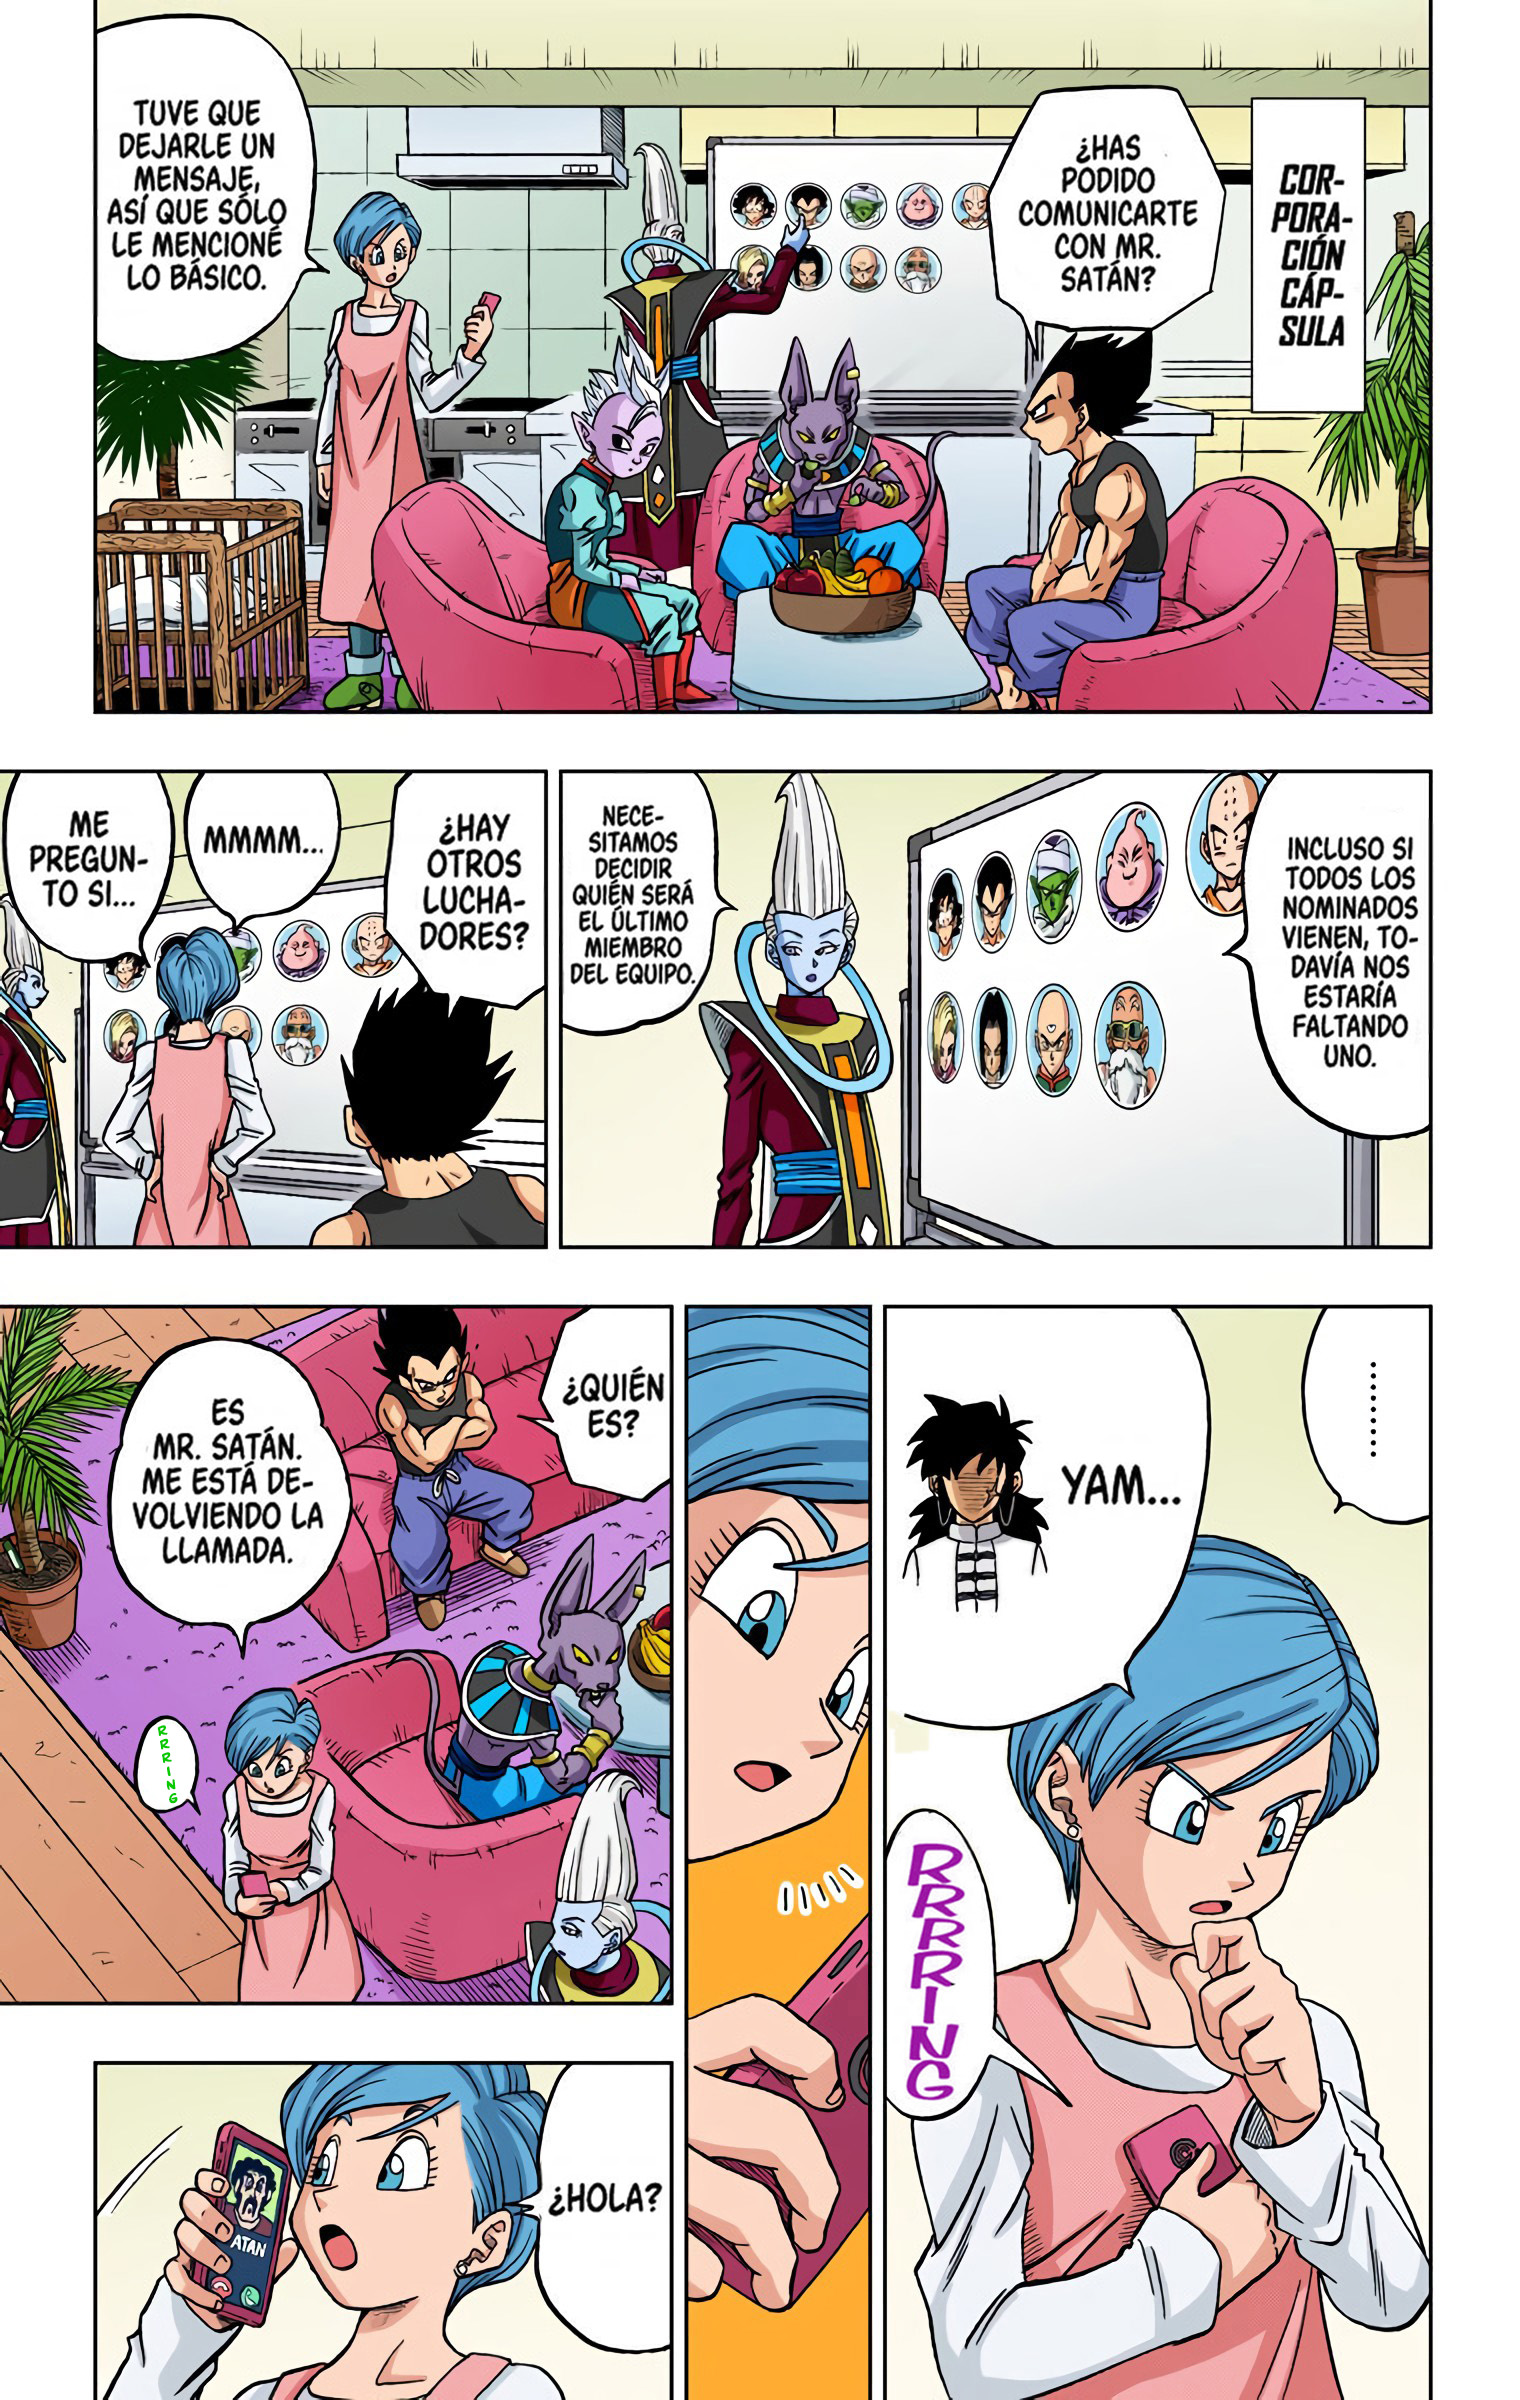 COR-
PORA-
CIÓN
CÁP-
SULA
¿HAS
PODIDO
COMUNICARTE
CON MR.
SATÁN?
TUVE QUE
DEJARLE UN
MENSAJE,
ASÍ QUE SÓLO
LE MENCIONÉ
LO BÁSICO.
INCLUSO SI
TODOS LOS
NOMINADOS
VIENEN, TO-
DAVÍA NOS
ESTARÍA
FALTANDO
UNO.
NECE-
SITAMOS
DECIDIR
QUIÉN SERÁ
EL ÚLTIMO
MIEMBRO
DEL EQUIPO.
¿HAY
OTROS
LUCHA-
DORES?
MMMM...
ME
PREGUN-
TO SI...
.........
YAM...
RRRRING
¿QUIÉN
ES?
ES
MR. SATÁN.
ME ESTÁ DE-
VOLVIENDO LA
LLAMADA.
RRRING
¿HOLA?
ATAN